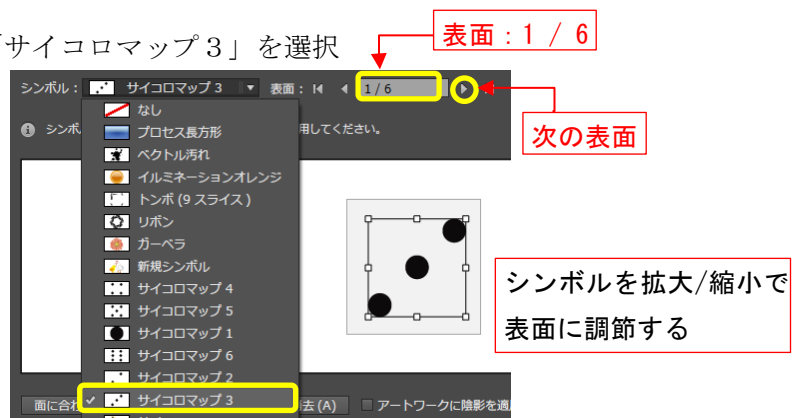 「サイコロマップ３」を選択
表面：1 / 6
シンボル： サイコロマップ 3 表面： 1 / 6
次の表面
なし
シンボ
用してください。
プロセス長方形
ベクトル汚れ
イルミネーションオレンジ
トンボ (9 スライス )
リボン
ガーベラ
新規シンボル
サイコロマップ 4
サイコロマップ 5
サイコロマップ 1
サイコロマップ 6
サイコロマップ 2
サイコロマップ 3
シンボルを拡大/縮小で
表面に調節する
面に合わ
去 (A)
アートワークに陰影を適